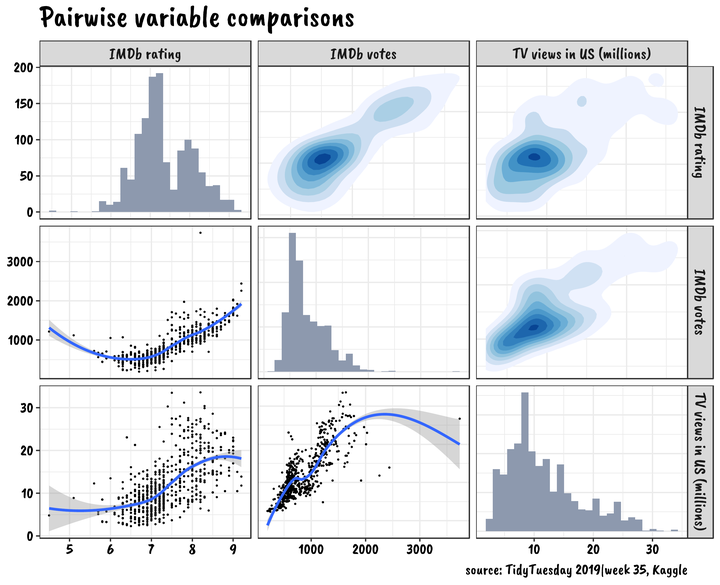 Pairwise variable comparisons
IMDb rating
IMDb votes
TV views in US (millions)
200
150
100
50
0
IMDb rating
3000
2000
1000
IMDb votes
30
20
10
0
TV views in US (millions)
5 6 7 8 9
1000 2000 3000
10 20 30
source: TidyTuesday 2019|week 35, Kaggle